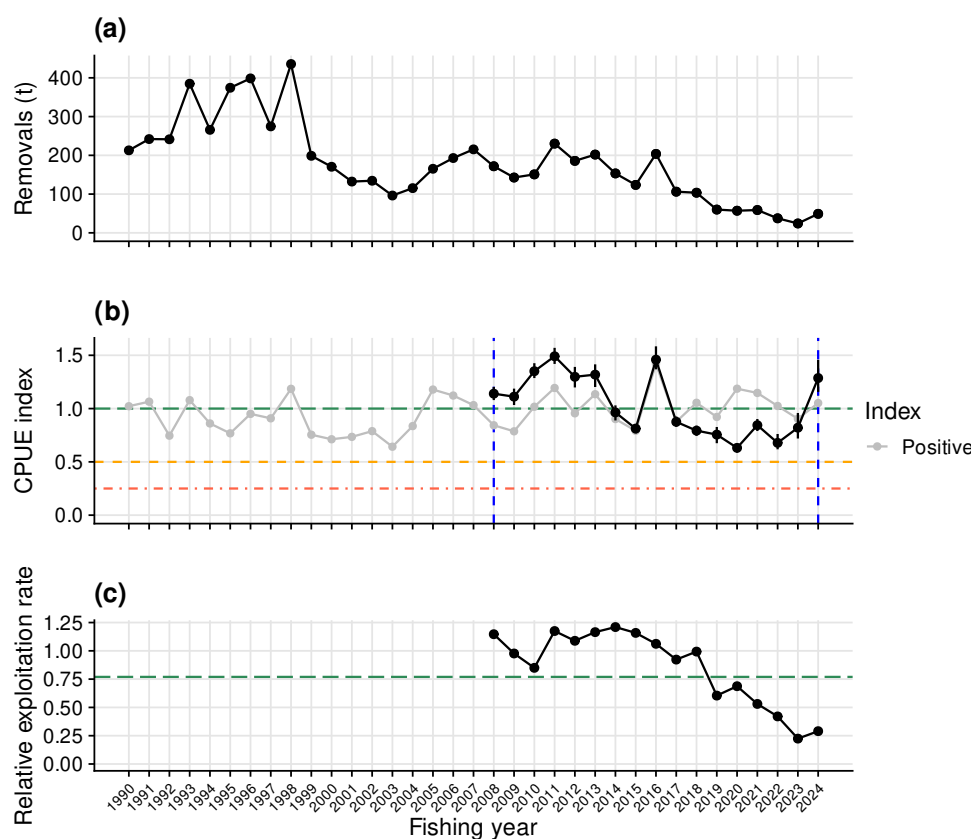 (a)
Removals (t)
400
300
200
100
0
(b)
CPUE index
1.5
1.0
0.5
0.0
Index
Positive
(c)
Relative exploitation rate
1.25
1.00
0.75
0.50
0.25
0.00
1990 1991 1992 1993 1994 1995 1996 1997 1998 1999 2000 2001 2002 2003 2004 2005 2006 2007 2008 2009 2010 2011 2012 2013 2014 2015 2016 2017 2018 2019 2020 2021 2022 2023 2024
Fishing year